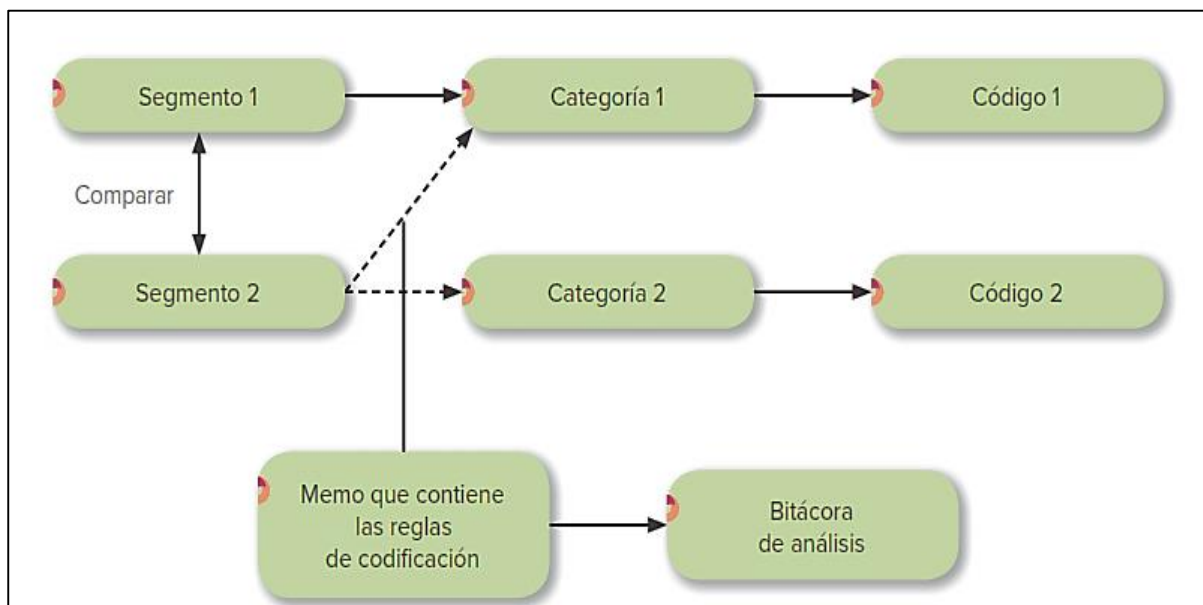 Segmento 1
Categoría 1
Código 1
Comparar
Segmento 2
Categoría 2
Código 2
Memo que contiene
las reglas
de codificación
Bitácora
de análisis